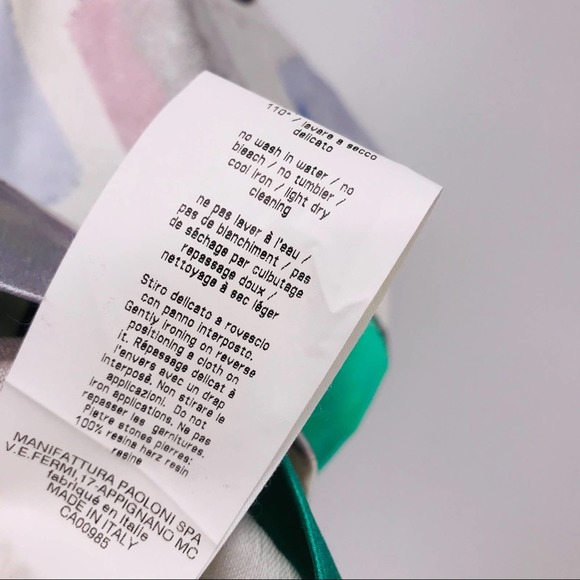 110° / lavare a secco
delicato
no wash in water / no
bleach / no tumbler /
cool iron / light dry
cleaning
ne pas laver à l'eau /
pas de blanchiment / pas
de séchage par culbutage
repassage doux /
nettoyage à sec léger
Stiro delicato a rovescio
con panno interposto.
Gently ironing on reverse
positioning a cloth on
it. Répassage delicat à
l'envers avec un drap
interposé. Non stirare le
applicazioni. Do not
iron applications. Ne pas
repasser les garnitures.
Pietre stones pierres:
100% resina harz resin
resine
MANIFATTURA PAOLONI SPA
V.E.FERMI,17-APPIGNANO MC
fabriqué en Italie
MADE IN ITALY
CA00985